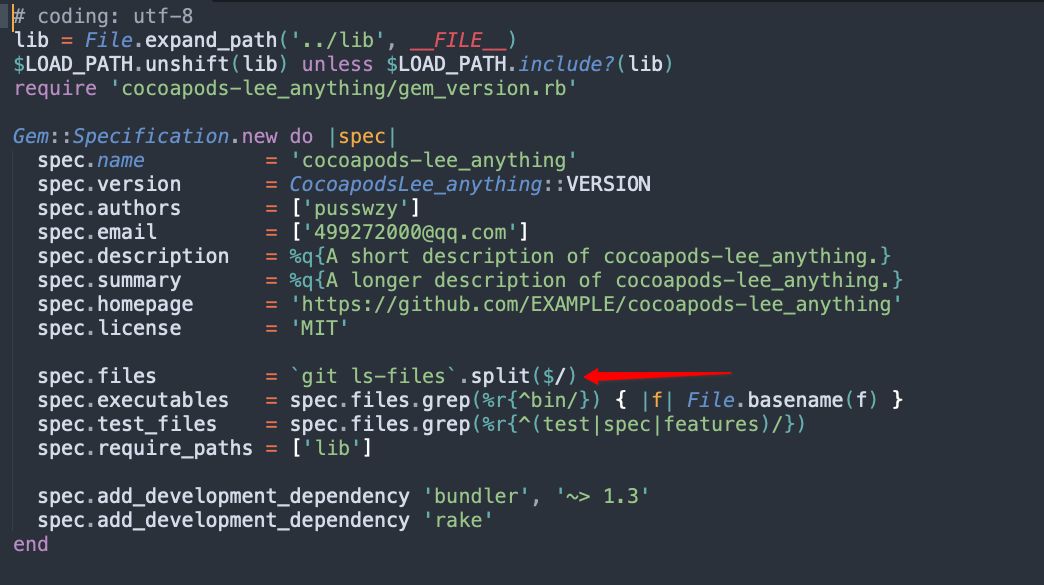 # coding: utf-8
lib = File.expand_path('../lib', __FILE__)
$LOAD_PATH.unshift(lib) unless $LOAD_PATH.include?(lib)
require 'cocoapods-lee_anything/gem_version.rb'

Gem::Specification.new do |spec|
  spec.name          = 'cocoapods-lee_anything'
  spec.version       = CocoapodsLee_anything::VERSION
  spec.authors       = ['pusswzy']
  spec.email         = ['499272000@qq.com']
  spec.description   = %q{A short description of cocoapods-lee_anything.}
  spec.summary       = %q{A longer description of cocoapods-lee_anything.}
  spec.homepage      = 'https://github.com/EXAMPLE/cocoapods-lee_anything'
  spec.license       = 'MIT'

  spec.files         = `git ls-files`.split($/)
  spec.executables   = spec.files.grep(%r{^bin/}) { |f| File.basename(f) }
  spec.test_files    = spec.files.grep(%r{^(test|spec|features)/})
  spec.require_paths = ['lib']

  spec.add_development_dependency 'bundler', '~> 1.3'
  spec.add_development_dependency 'rake'
end